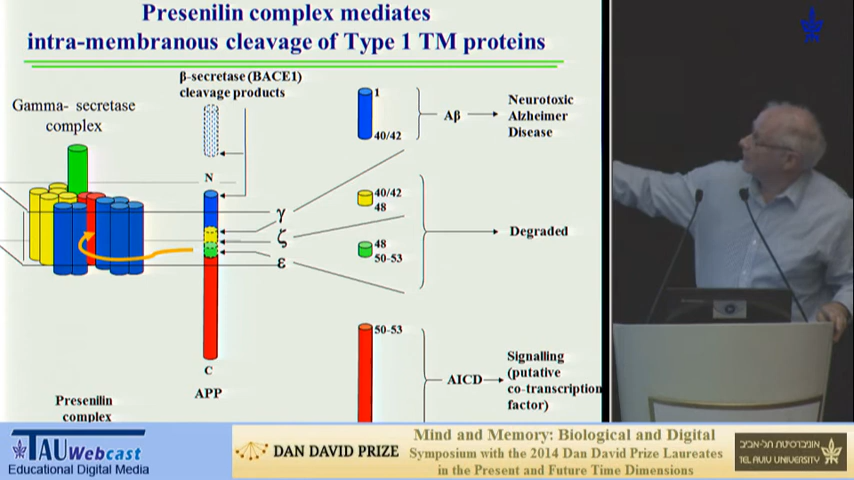 Presenilin complex mediates
intra-membranous cleavage of Type 1 TM proteins
β-secretase (BACE1)
cleavage products
Gamma- secretase
complex
N
γ
ζ
ε
C
APP
Presenilin
complex
1
40/42
Aβ
Neurotoxic
Alzheimer
Disease
40/42
48
48
50-53
Degraded
50-53
AICD
Signalling
(putative
co-transcription
factor)
TAU Webcast
Educational Digital Media
DAN DAVID PRIZE
Mind and Memory: Biological and Digital
Symposium with the 2014 Dan David Prize Laureates
in the Present and Future Time Dimensions
אוניברסיטת תל-אביב
TEL AVIV UNIVERSITY